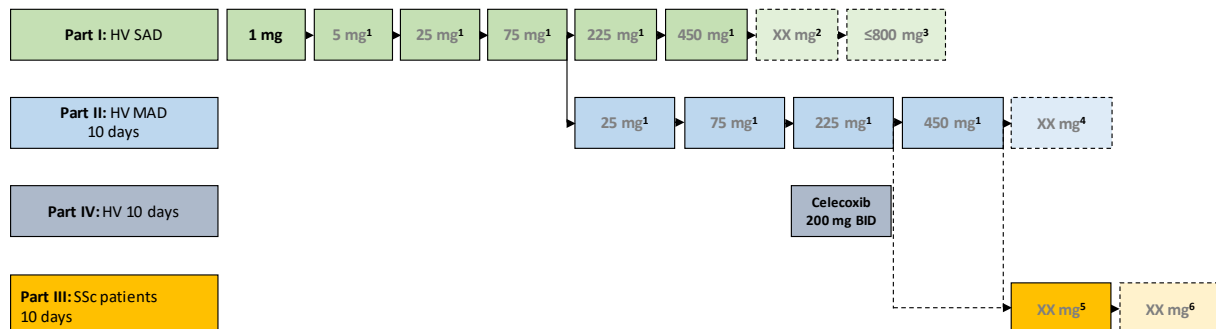 Part I: HV SAD
1 mg
5 mg¹
25 mg¹
75 mg¹
225 mg¹
450 mg¹
XX mg²
≤800 mg³
Part II: HV MAD
10 days
25 mg¹
75 mg¹
225 mg¹
450 mg¹
XX mg⁴
Part IV: HV 10 days
Celecoxib
200 mg BID
Part III: SSc patients
10 days
XX mg⁵
XX mg⁶